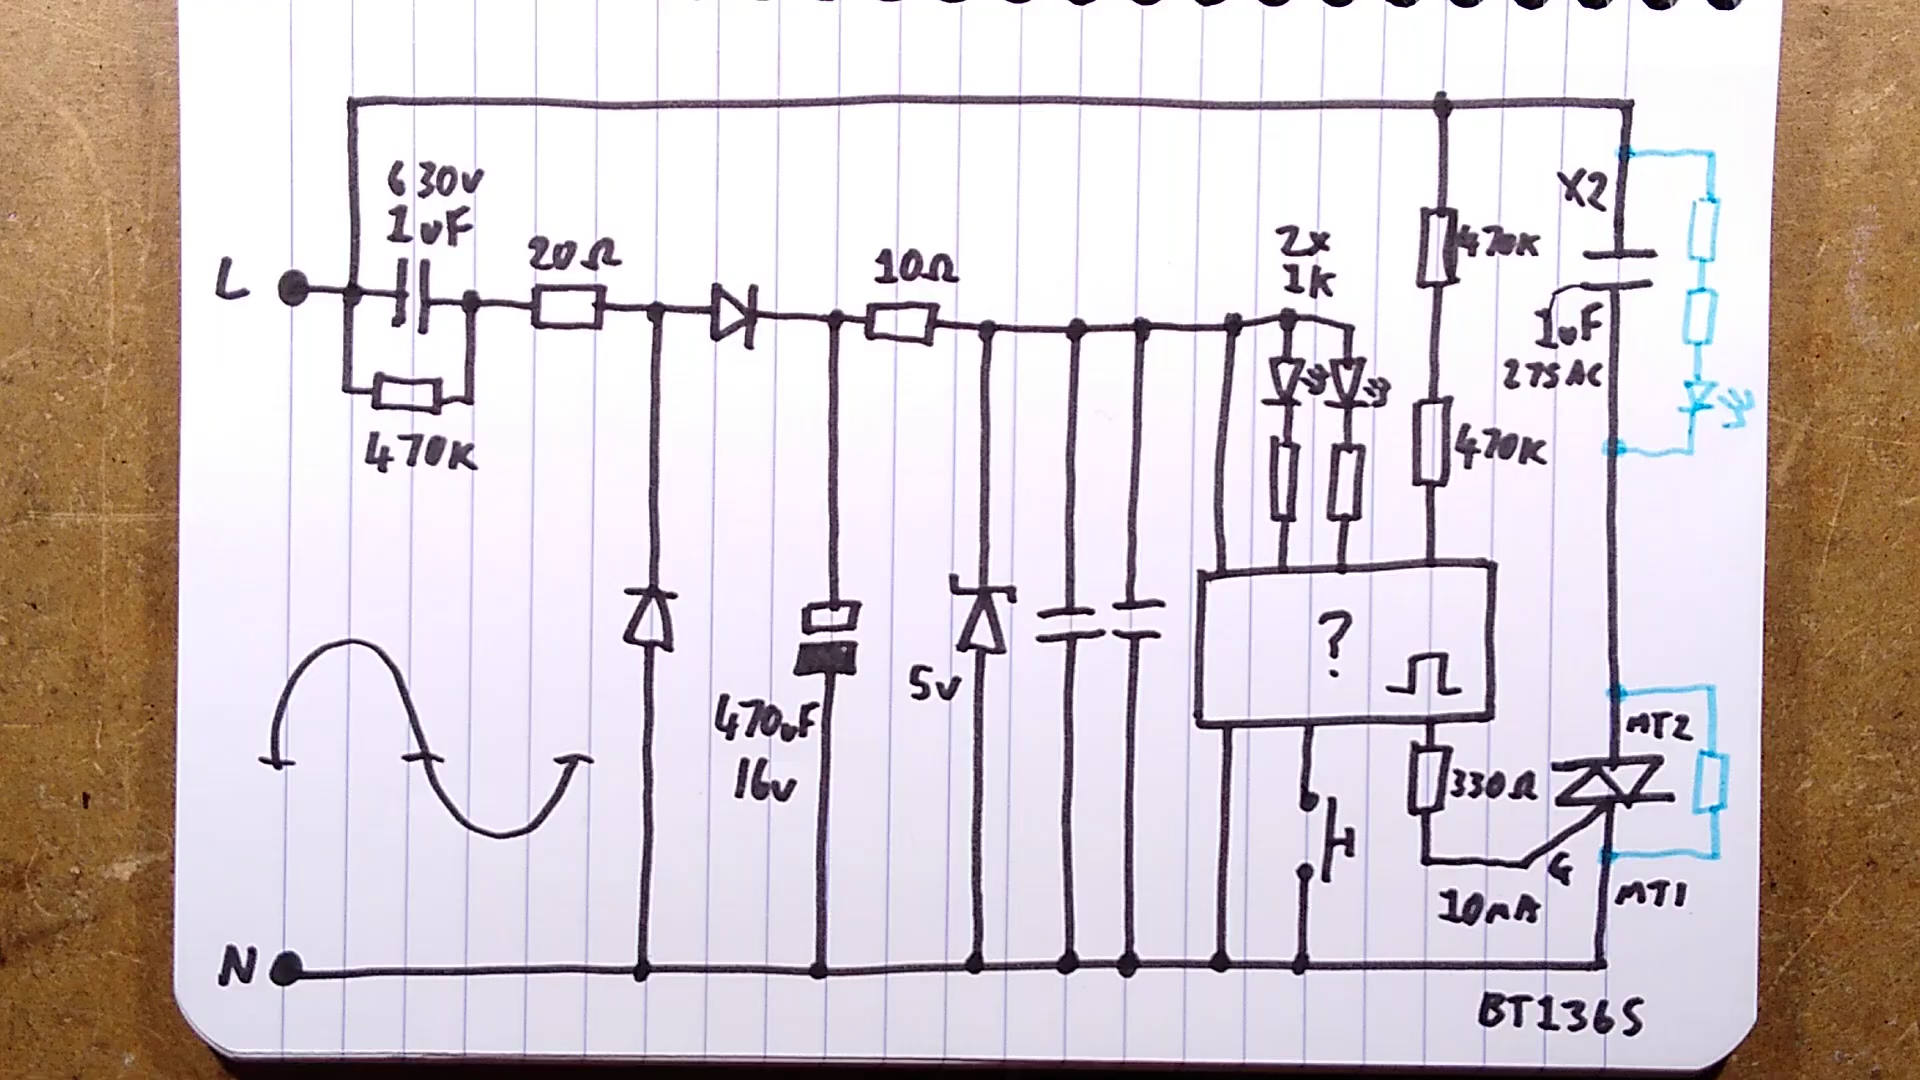 630v
1uF
L
20Ω
10Ω
2x
1k
470K
X2
1uF
275AC
470K
470K
?
5v
470uF
16v
MT2
330Ω
G
10mA
MT1
N
BT136S